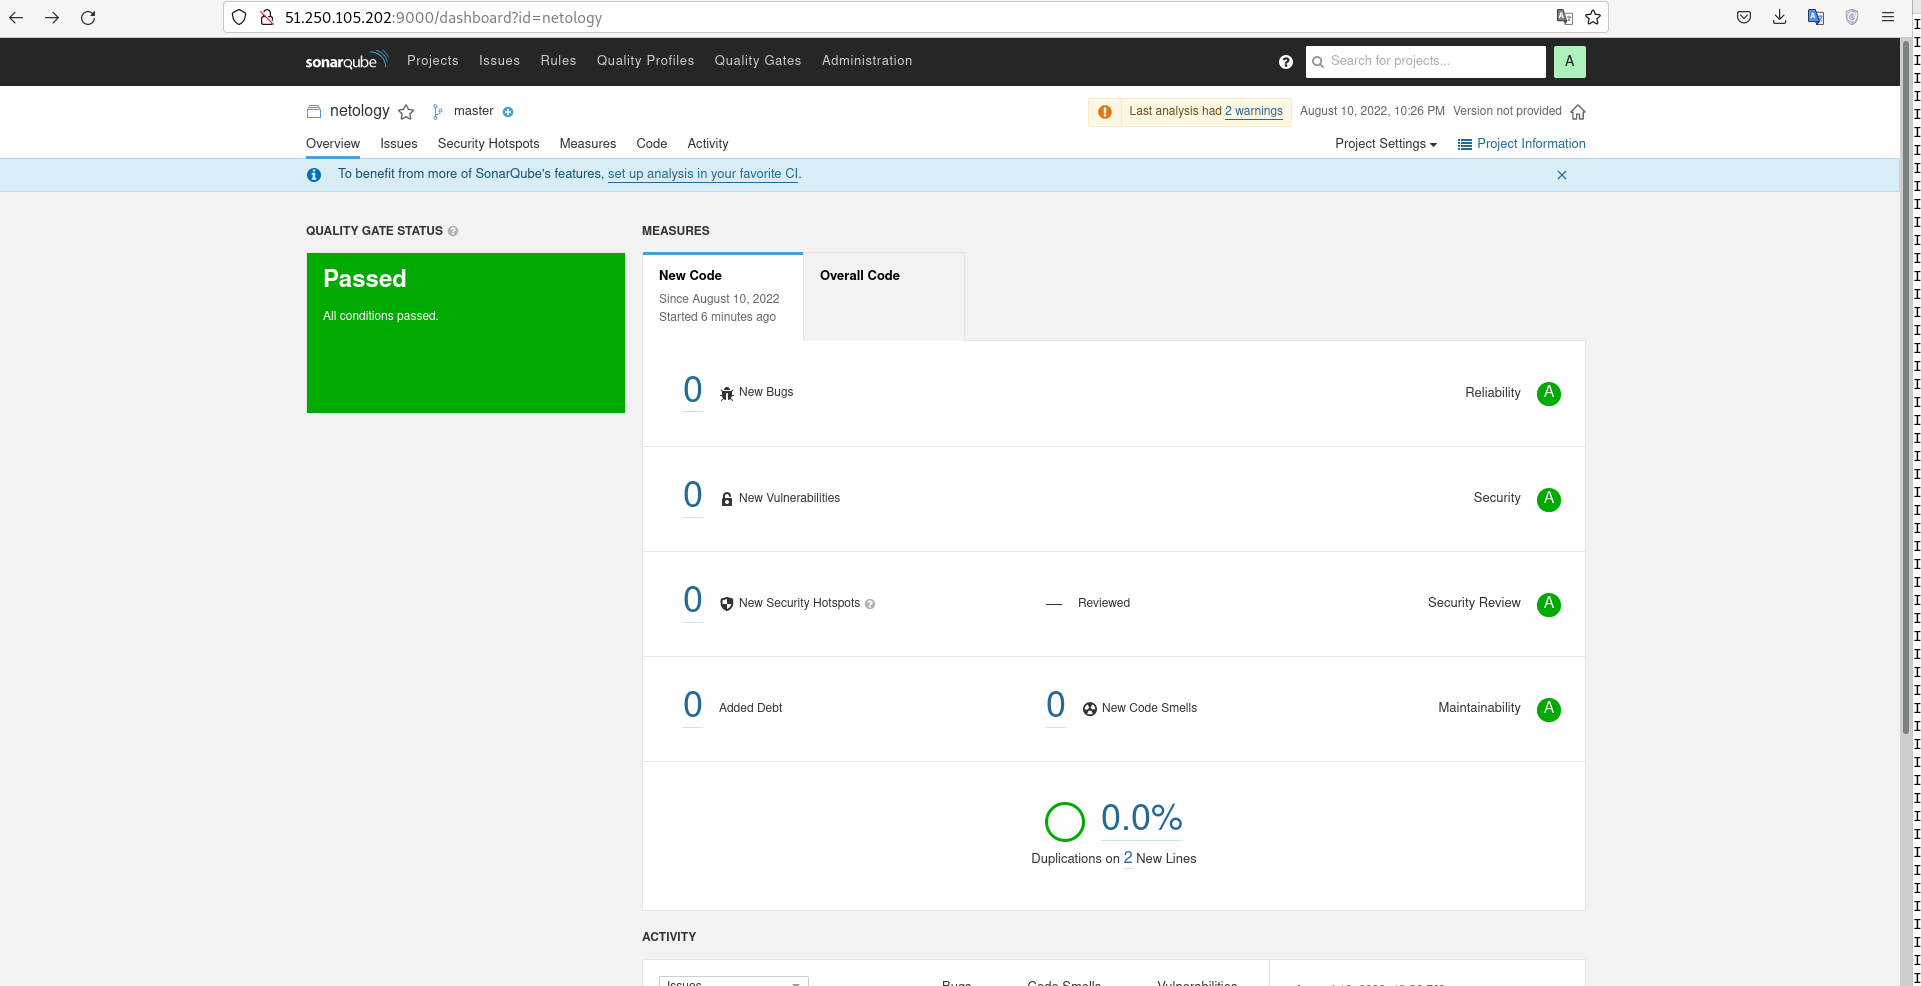 51.250.105.202:9000/dashboard?id=netology
sonarqube Projects Issues Rules Quality Profiles Quality Gates Administration ? Search for projects... A
netology master Last analysis had 2 warnings August 10, 2022, 10:26 PM Version not provided
Overview Issues Security Hotspots Measures Code Activity Project Settings Project Information
To benefit from more of SonarQube's features, set up analysis in your favorite CI.
QUALITY GATE STATUS ?
Passed
All conditions passed.
MEASURES
New Code
Since August 10, 2022
Started 6 minutes ago
Overall Code
0 New Bugs Reliability A
0 New Vulnerabilities Security A
0 New Security Hotspots ? — Reviewed Security Review A
0 Added Debt 0 New Code Smells Maintainability A
0.0%
Duplications on 2 New Lines
ACTIVITY
Issues Bugs Code Smells Vulnerabilities